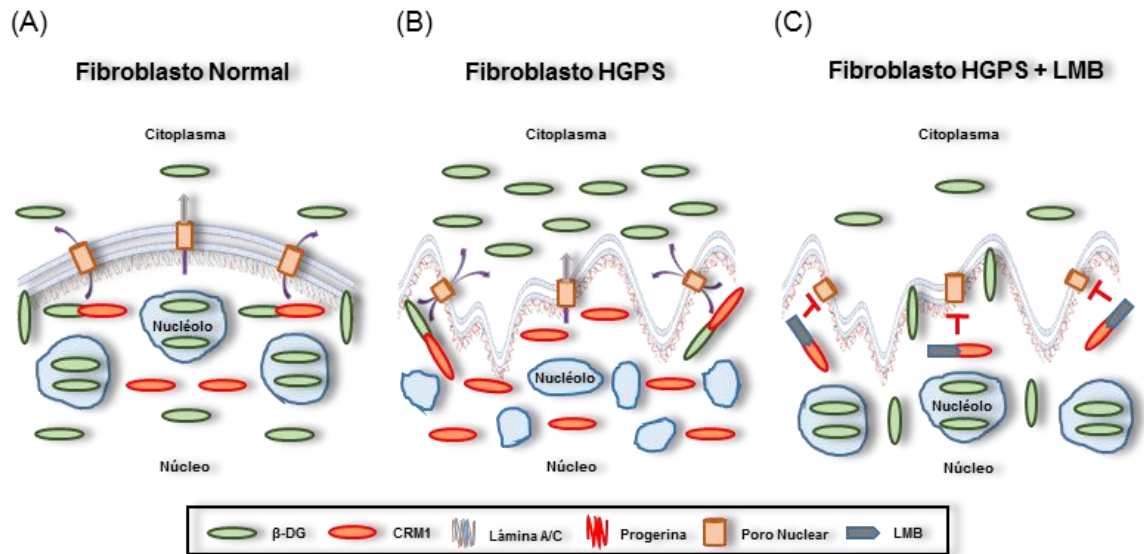 (A)
Fibroblasto Normal
Citoplasma
Nucléolo
Núcleo
(B)
Fibroblasto HGPS
Citoplasma
Nucléolo
Núcleo
(C)
Fibroblasto HGPS + LMB
Citoplasma
Nucléolo
Núcleo
β-DG
CRM1
Lámina A/C
Progerina
Poro Nuclear
LMB